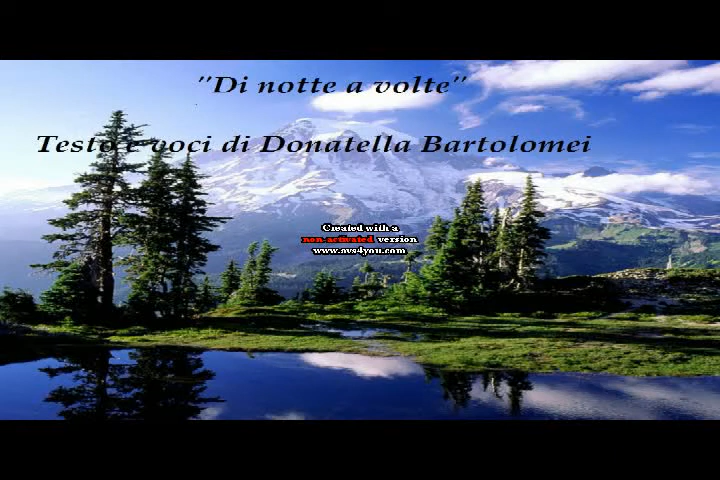 "Di notte a volte"
Testo e voci di Donatella Bartolomei
Created with a
non-activated version
www.avs4you.com